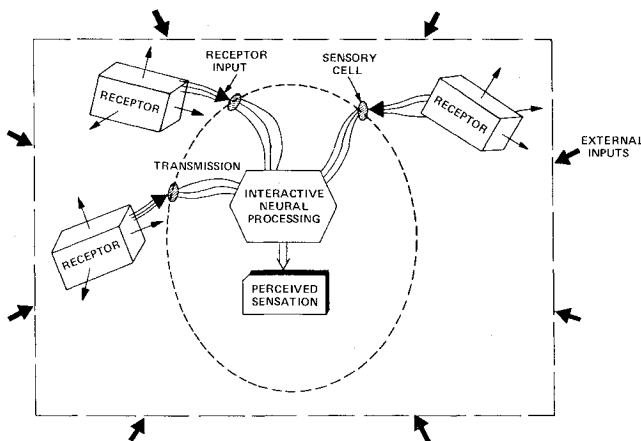 RECEPTOR
INPUT
SENSORY
CELL
RECEPTOR
RECEPTOR
EXTERNAL
INPUTS
TRANSMISSION
INTERACTIVE
NEURAL
PROCESSING
RECEPTOR
PERCEIVED
SENSATION